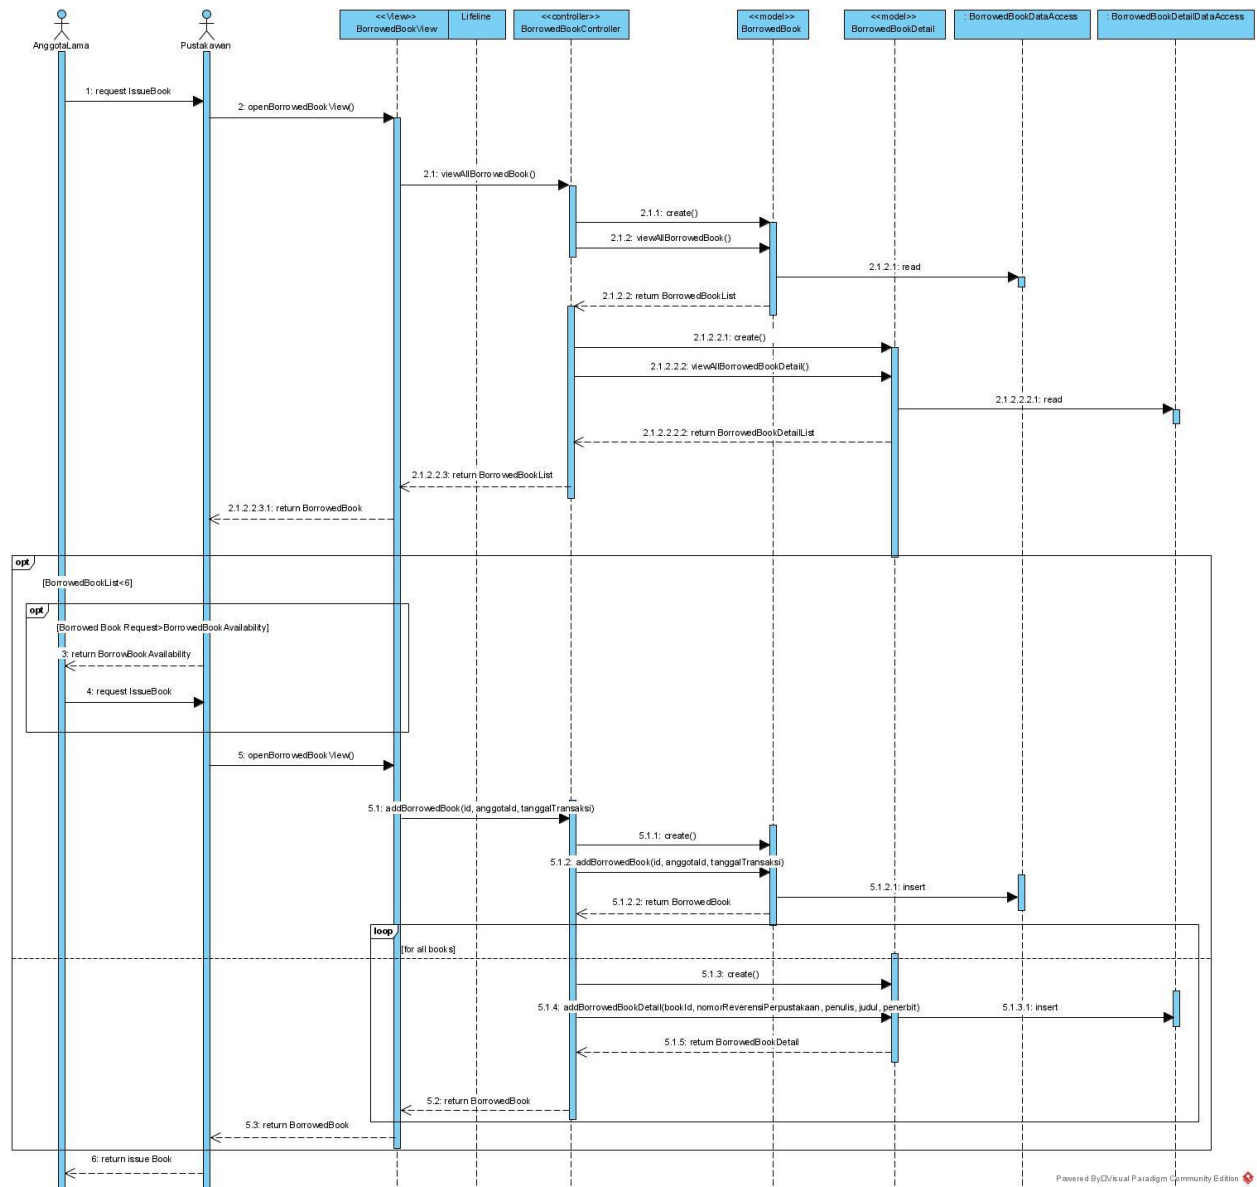 AnggotaLama
Pustakawan
<<View>>
BorrowedBookView
Lifeline
<<controller>>
BorrowedBookController
<<model>>
BorrowedBook
<<model>>
BorrowedBookDetail
: BorrowedBookDataAccess
: BorrowedBookDetailDataAccess
1: request IssueBook
2: openBorrowedBookView()
2.1: viewAllBorrowedBook()
2.1.1: create()
2.1.2: viewAllBorrowedBook()
2.1.2.1: read
2.1.2.2: return BorrowedBookList
2.1.2.2.1: create()
2.1.2.2.2: viewAllBorrowedBookDetail()
2.1.2.2.2.1: read
2.1.2.2.2.2: return BorrowedBookDetailList
2.1.2.2.3: return BorrowedBookList
2.1.2.2.3.1: return BorrowedBook
opt
[BorrowedBookList<6]
opt
[Borrowed Book Request>BorrowedBookAvailability]
3: return BorrowBookAvailability
4: request IssueBook
5: openBorrowedBookView()
5.1: addBorrowedBook(id, anggotaId, tanggalTransaksi)
5.1.1: create()
5.1.2: addBorrowedBook(id, anggotaId, tanggalTransaksi)
5.1.2.1: insert
5.1.2.2: return BorrowedBook
loop
[for all books]
5.1.3: create()
5.1.4: addBorrowedBookDetail(bookId, nomorReverensiPerpustakaan, penulis, judul, penerbit)
5.1.3.1: insert
5.1.5: return BorrowedBookDetail
5.2: return BorrowedBook
5.3: return BorrowedBook
6: return issue Book
Powered By Visual Paradigm Community Edition